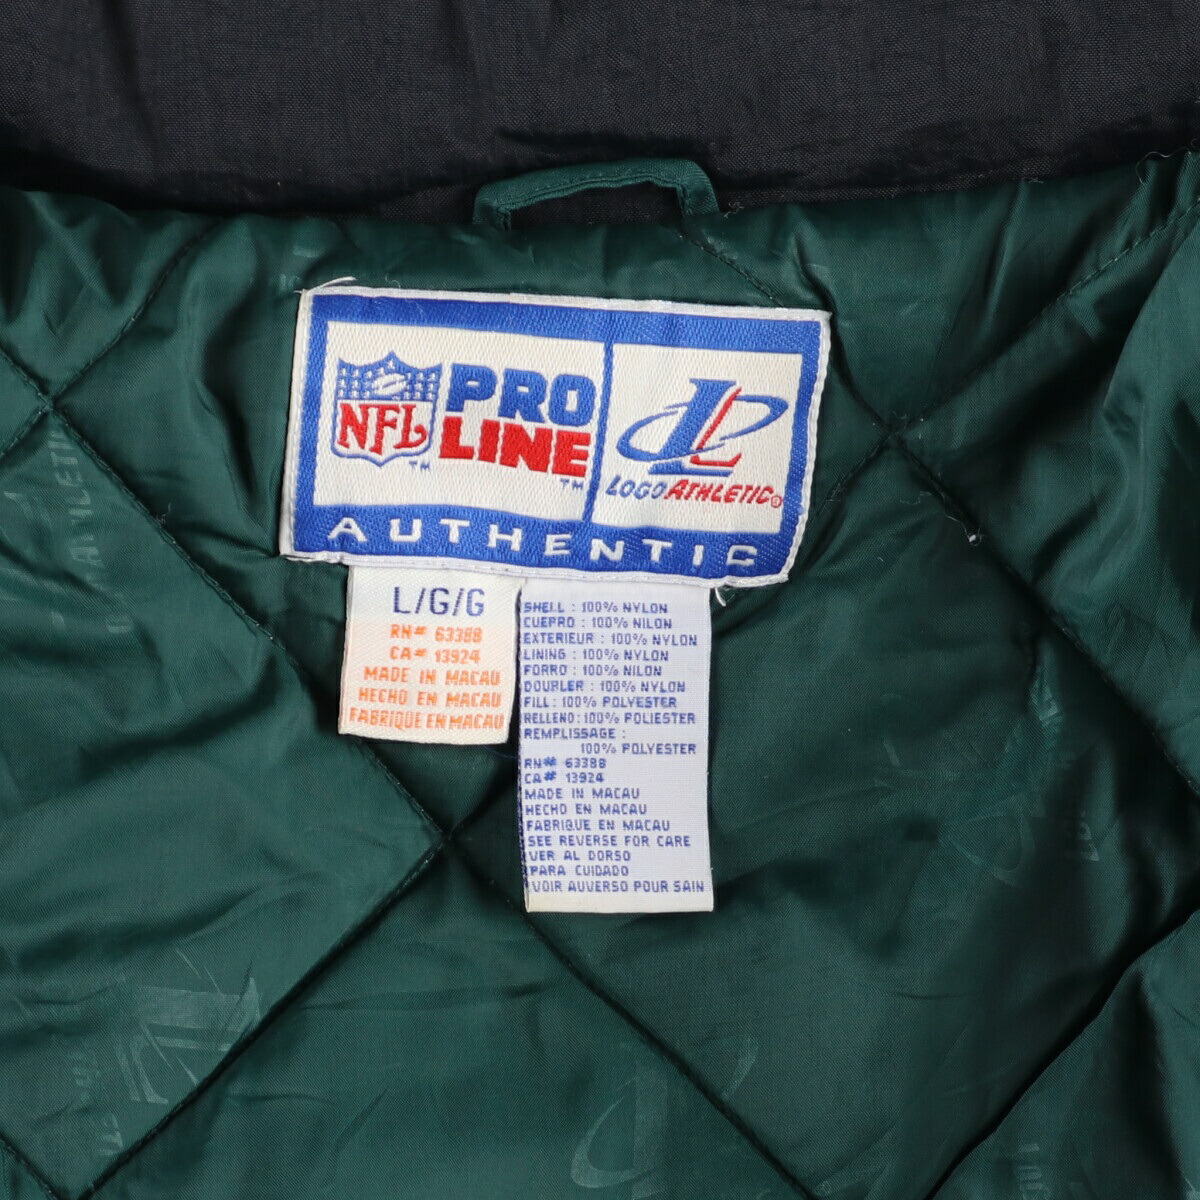 NFL
TM
PRO
LINE
TM
LOGO ATHLETIC®
AUTHENTIC
L/G/G
RN# 63388
CA# 13924
MADE IN MACAU
HECHO EN MACAU
FABRIQUE EN MACAU
SHELL : 100% NYLON
CUEPRO : 100% NILON
EXTERIEUR : 100% NYLON
LINING : 100% NYLON
FORRO : 100% NILON
DOUPLER : 100% NYLON
FILL : 100% POLYESTER
RELLENO : 100% POLIESTER
REMPLISSAGE :
100% POLYESTER
RN# 63388
CA# 13924
MADE IN MACAU
HECHO EN MACAU
FABRIQUE EN MACAU
SEE REVERSE FOR CARE
VER AL DORSO
PARA CUIDADO
VOIR AUVERSO POUR SAIN